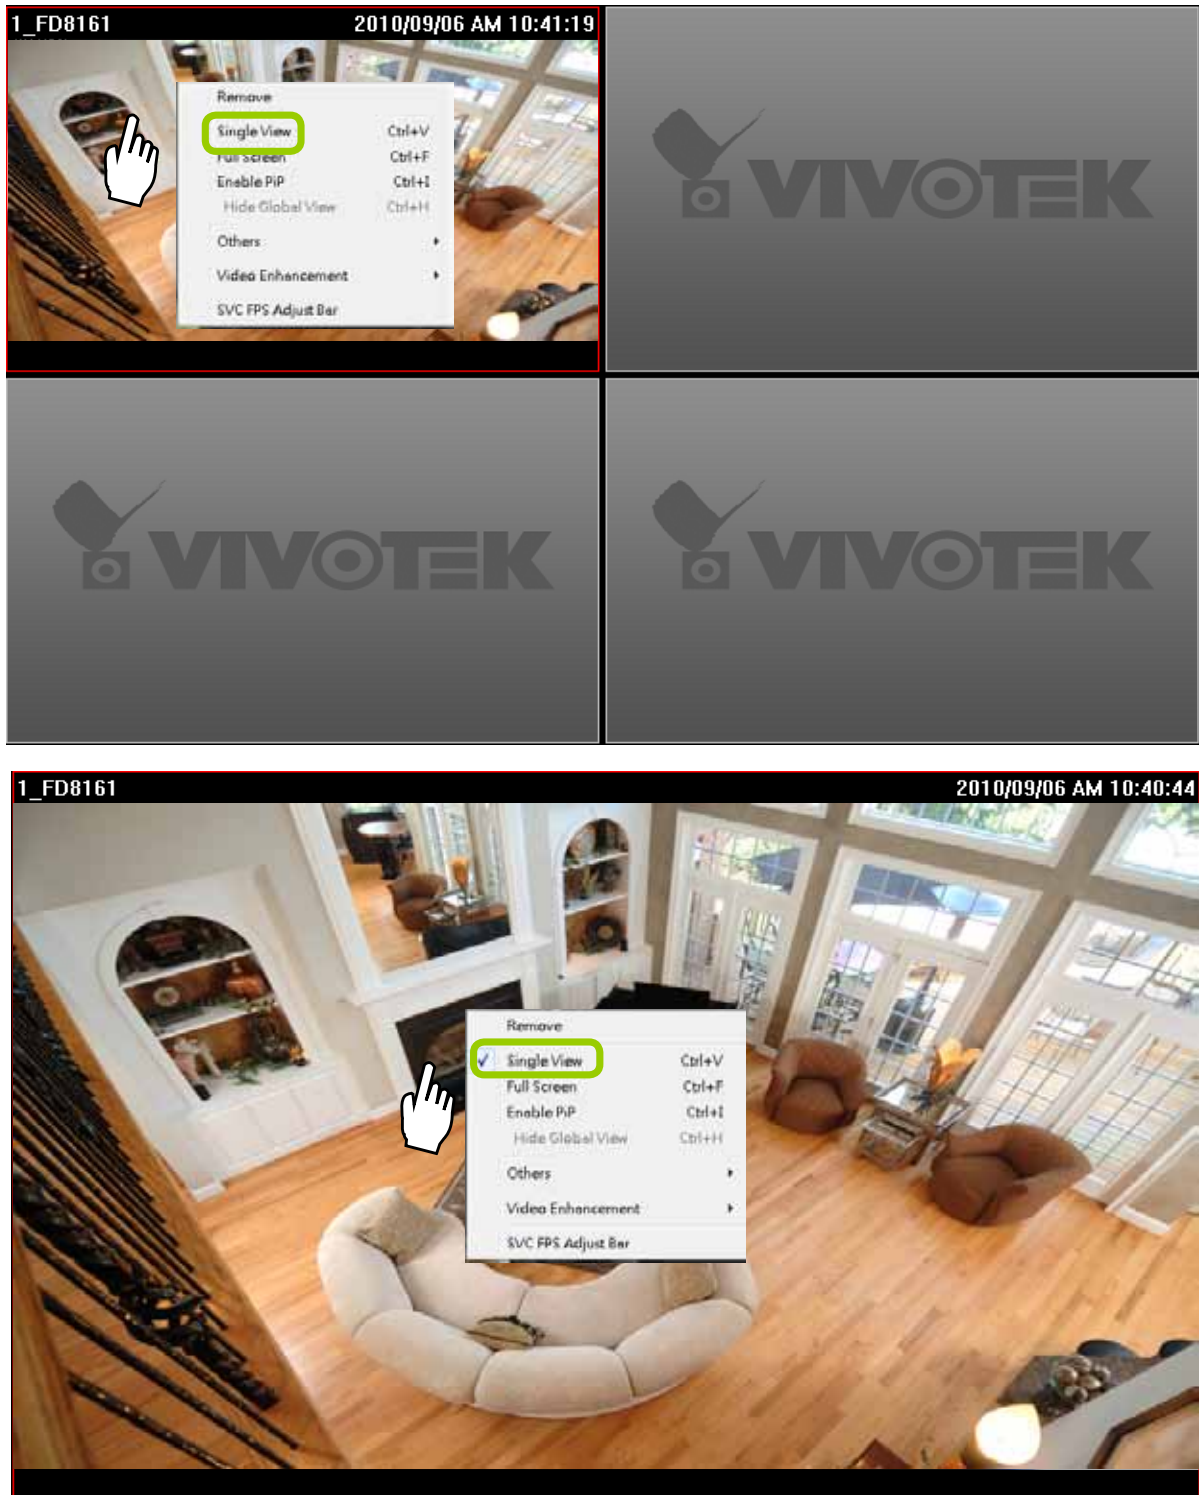 1_FD8161 2010/09/06 AM 10:41:19
Remove
Single View Ctrl+V
Full Screen Ctrl+F
Enable PiP Ctrl+I
Hide Global View Ctrl+H
Others
Video Enhancement
SVC FPS Adjust Bar
VIVOTEK
VIVOTEK
VIVOTEK
1_FD8161 2010/09/06 AM 10:40:44
Remove
Single View Ctrl+V
Full Screen Ctrl+F
Enable PiP Ctrl+I
Hide Global View Ctrl+H
Others
Video Enhancement
SVC FPS Adjust Bar